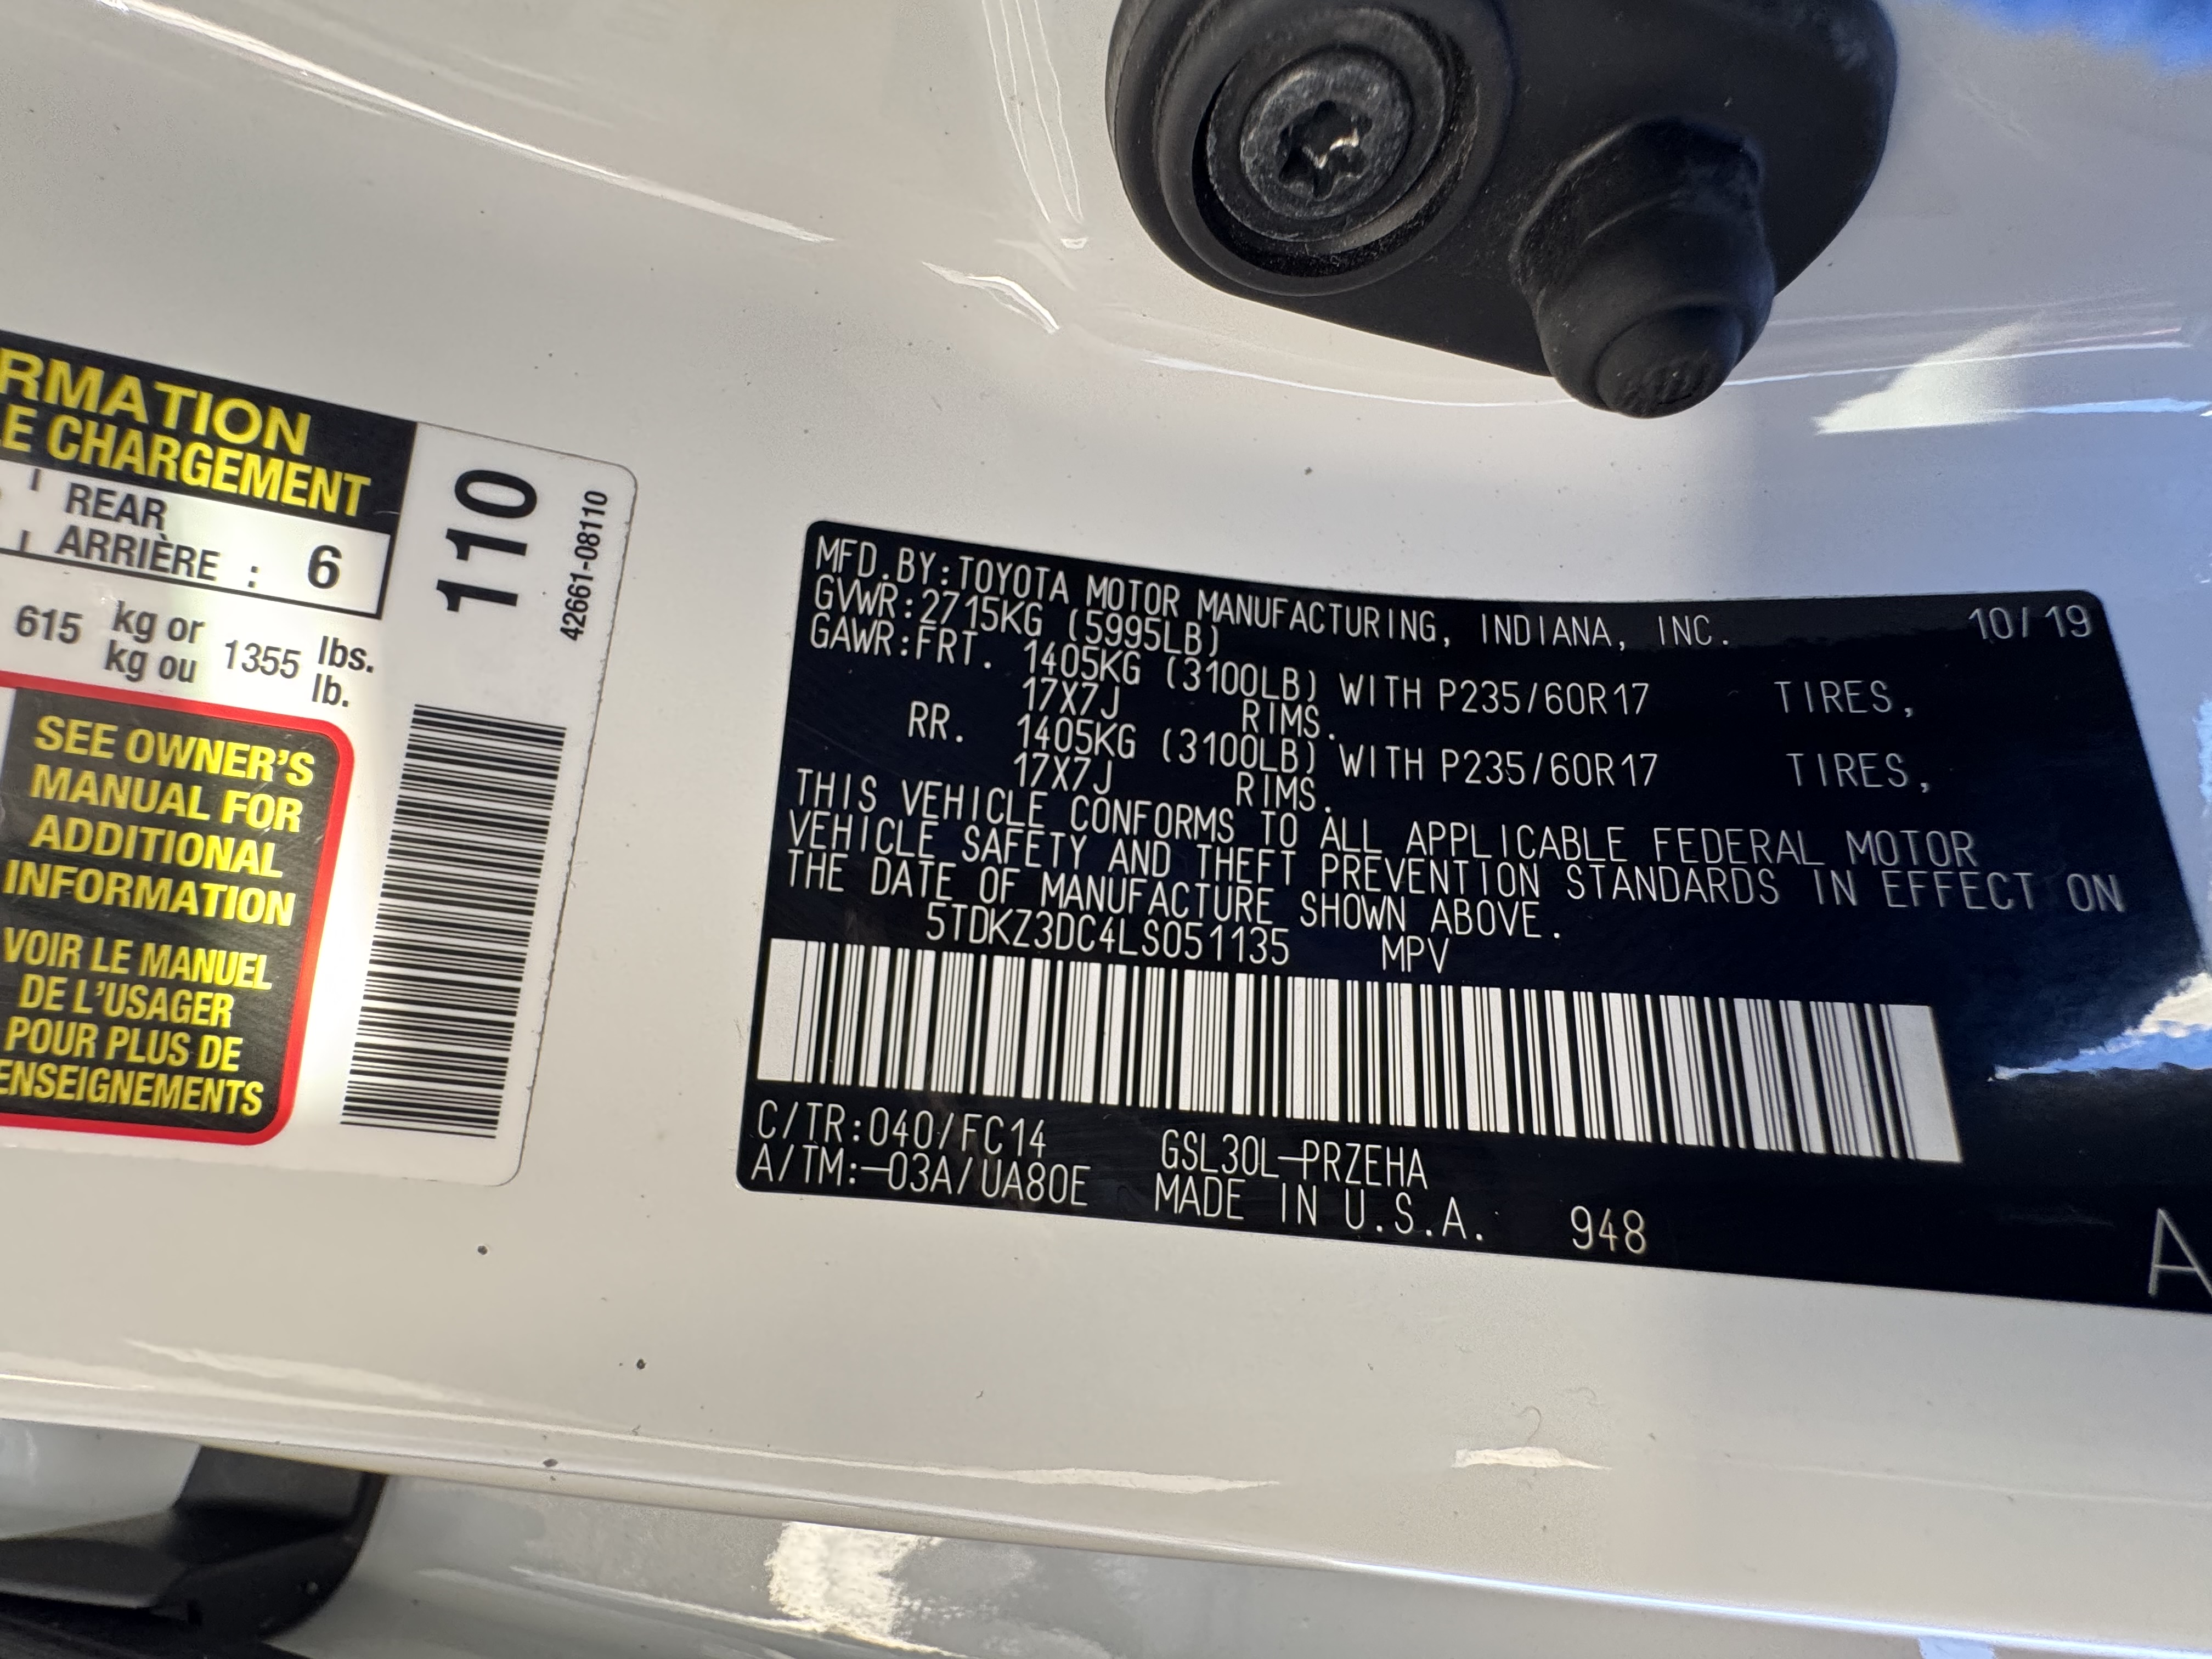 RMATION
E CHARGEMENT
REAR
ARRIÈRE : 6
615 kg or 1355 lbs.
kg ou lb.
SEE OWNER'S
MANUAL FOR
ADDITIONAL
INFORMATION
VOIR LE MANUEL
DE L'USAGER
POUR PLUS DE
ENSEIGNEMENTS
110
42661-08110
MFD.BY:TOYOTA MOTOR MANUFACTURING, INDIANA, INC. 10/19
GVWR:2715KG (5995LB)
GAWR:FRT. 1405KG (3100LB) WITH P235/60R17 TIRES,
17X7J RIMS.
RR. 1405KG (3100LB) WITH P235/60R17 TIRES,
17X7J RIMS.
THIS VEHICLE CONFORMS TO ALL APPLICABLE FEDERAL MOTOR
VEHICLE SAFETY AND THEFT PREVENTION STANDARDS IN EFFECT ON
THE DATE OF MANUFACTURE SHOWN ABOVE.
5TDKZ3DC4LS051135 MPV
C/TR:040/FC14 GSL30L-PRZEHA
A/TM:-03A/UA80E MADE IN U.S.A. 948
A